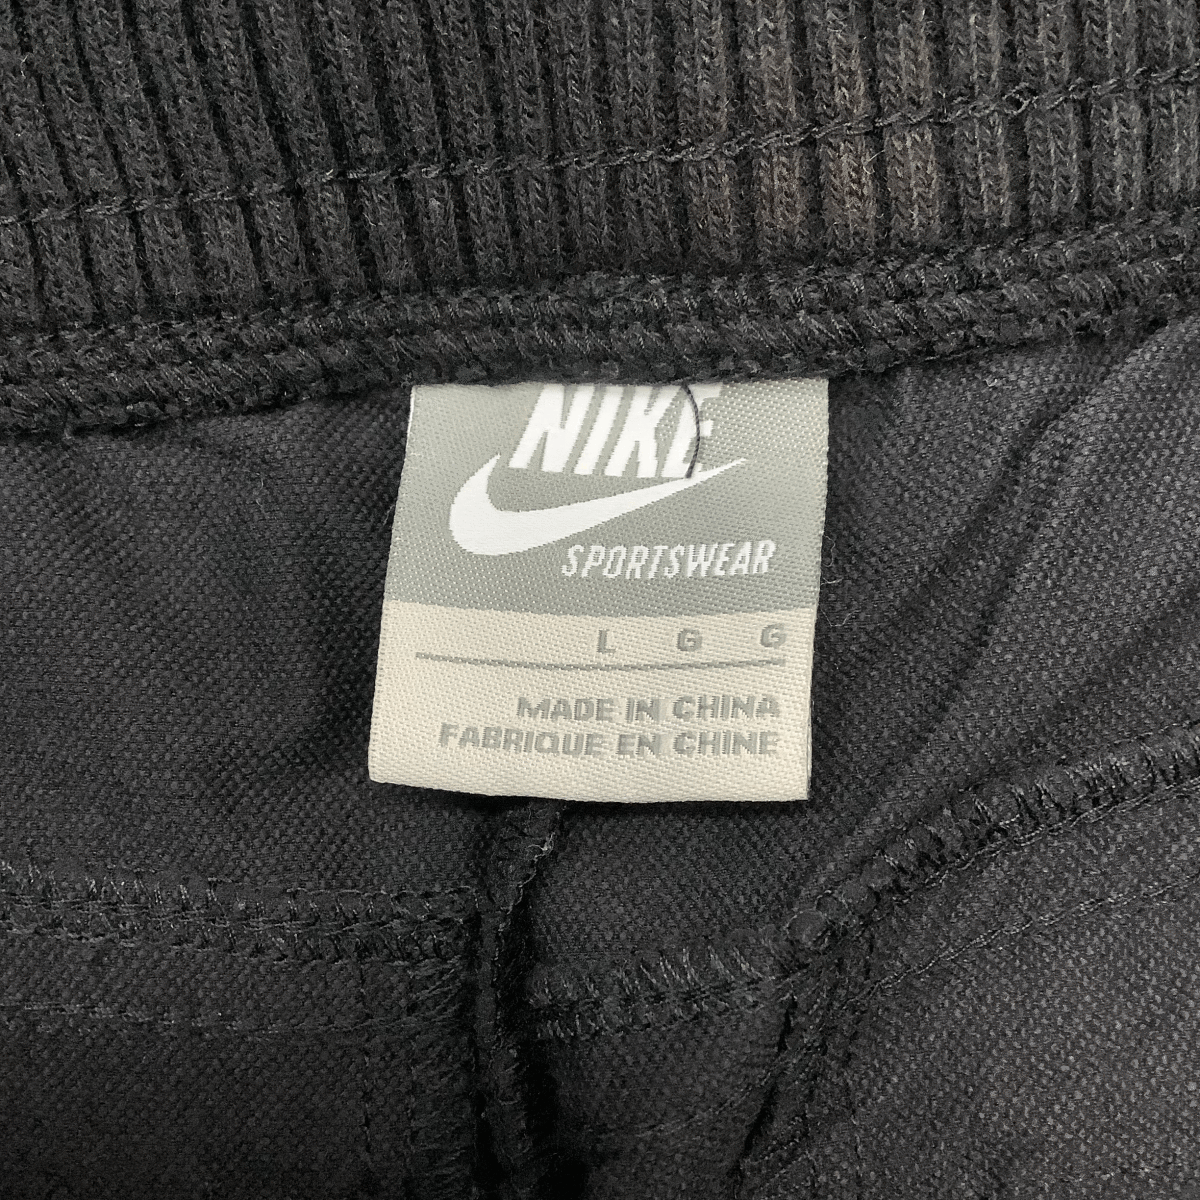 NIKE
SPORTSWEAR
L G G
MADE IN CHINA
FABRIQUE EN CHINE